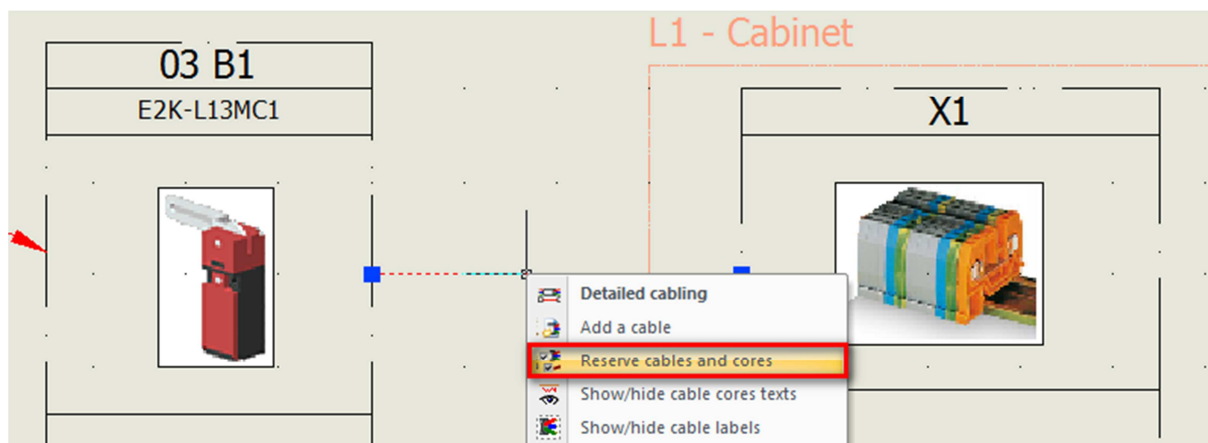 L1 - Cabinet
03 B1
E2K-L13MC1
X1
Detailed cabling
Add a cable
Reserve cables and cores
Show/hide cable cores texts
Show/hide cable labels